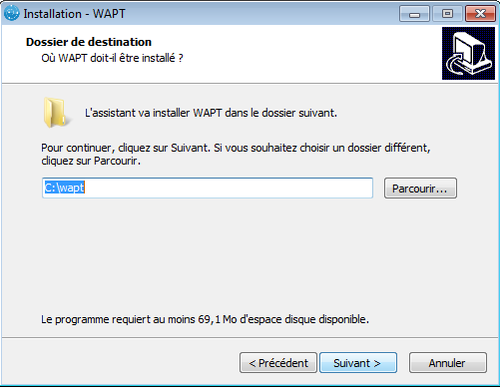 Installation - WAPT
Dossier de destination
Où WAPT doit-il être installé ?
L'assistant va installer WAPT dans le dossier suivant.
Pour continuer, cliquez sur Suivant. Si vous souhaitez choisir un dossier différent,
cliquez sur Parcourir.
C:\wapt
Parcourir...
Le programme requiert au moins 69,1 Mo d'espace disque disponible.
< Précédent
Suivant >
Annuler